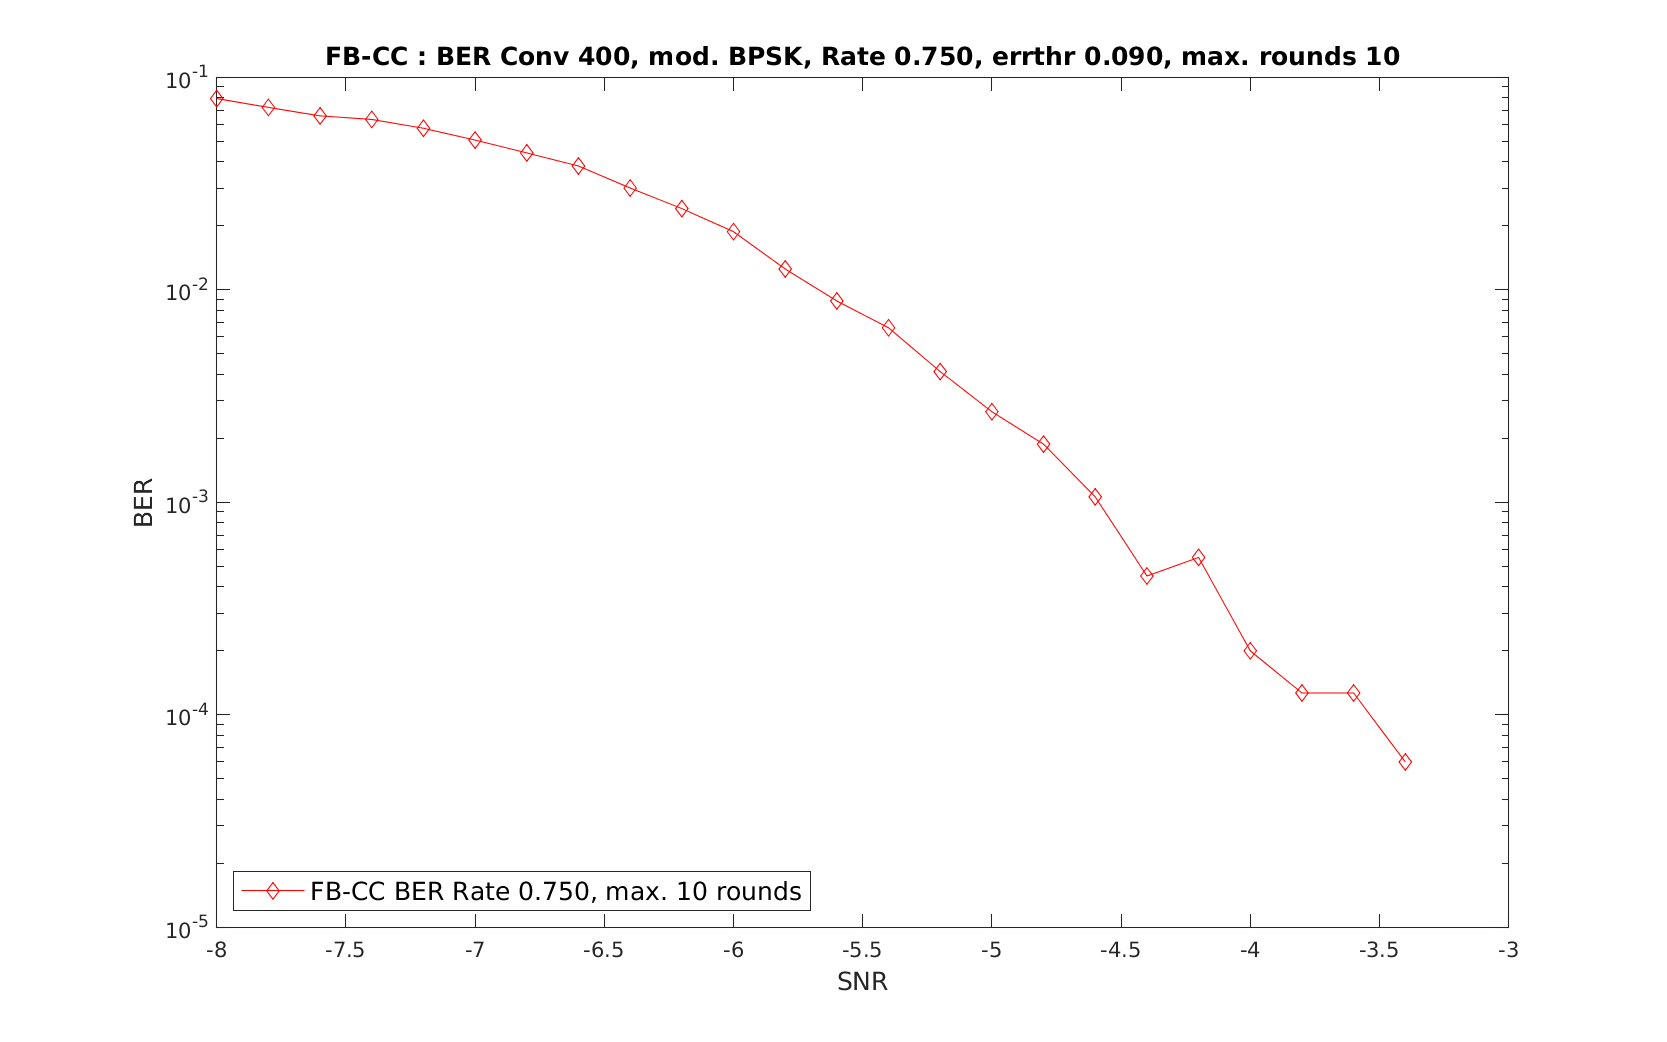 FB-CC : BER Conv 400, mod. BPSK, Rate 0.750, errthr 0.090, max. rounds 10
10^-1
10^-2
10^-3
10^-4
10^-5
BER
FB-CC BER Rate 0.750, max. 10 rounds
-8 -7.5 -7 -6.5 -6 -5.5 -5 -4.5 -4 -3.5 -3
SNR